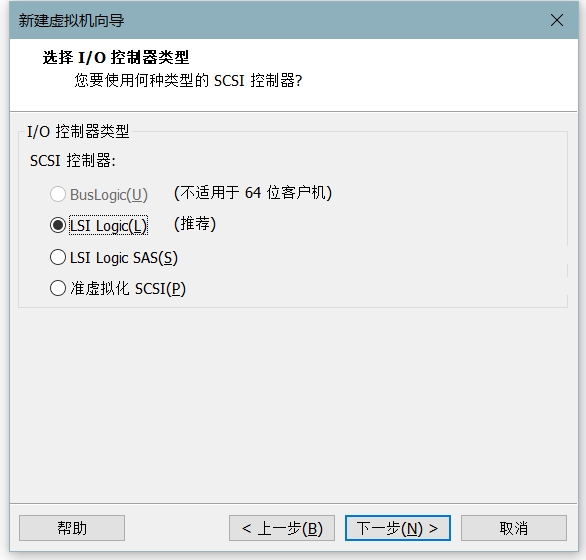 新建虚拟机向导
选择 I/O 控制器类型
您要使用何种类型的 SCSI 控制器?
I/O 控制器类型
SCSI 控制器:
BusLogic(U) (不适用于 64 位客户机)
LSI Logic(L) (推荐)
LSI Logic SAS(S)
准虚拟化 SCSI(P)
帮助 < 上一步(B) 下一步(N) > 取消